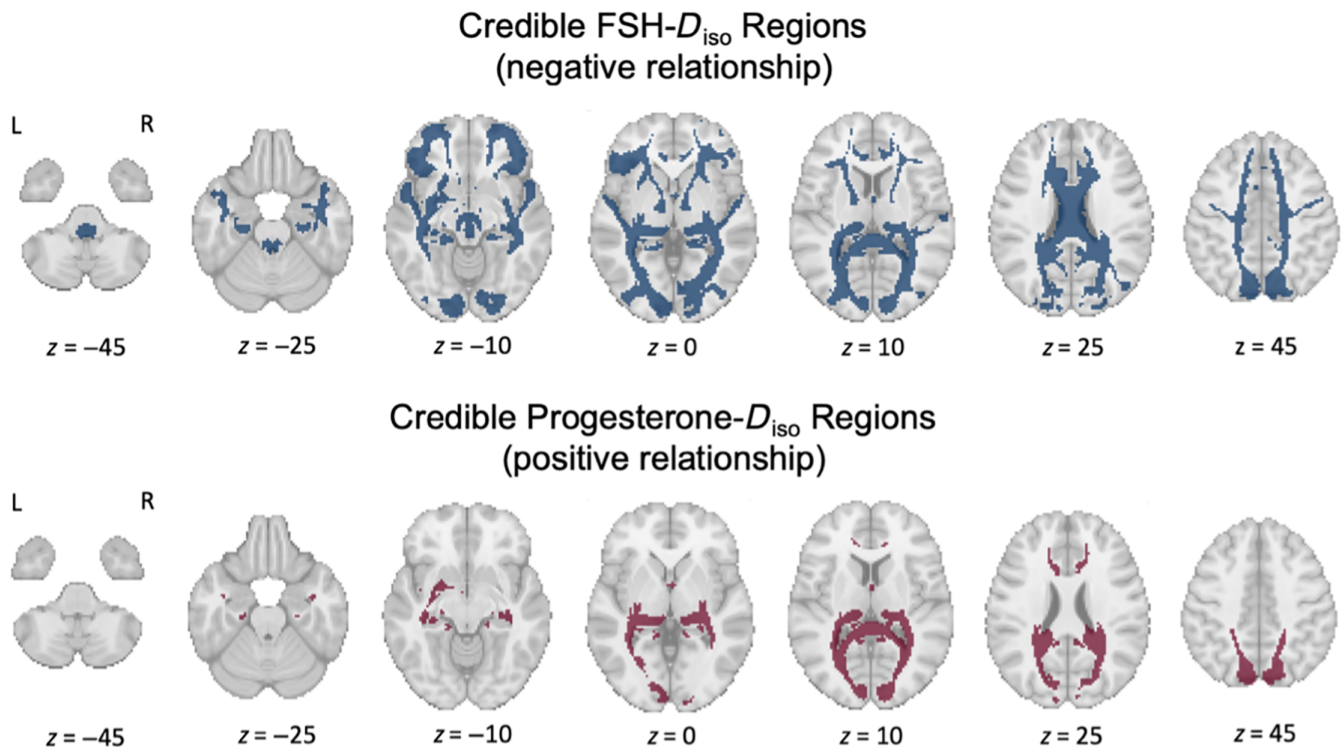 Credible FSH-Diso Regions
(negative relationship)
L R
z = −45 z = −25 z = −10 z = 0 z = 10 z = 25 z = 45
Credible Progesterone-Diso Regions
(positive relationship)
L R
z = −45 z = −25 z = −10 z = 0 z = 10 z = 25 z = 45